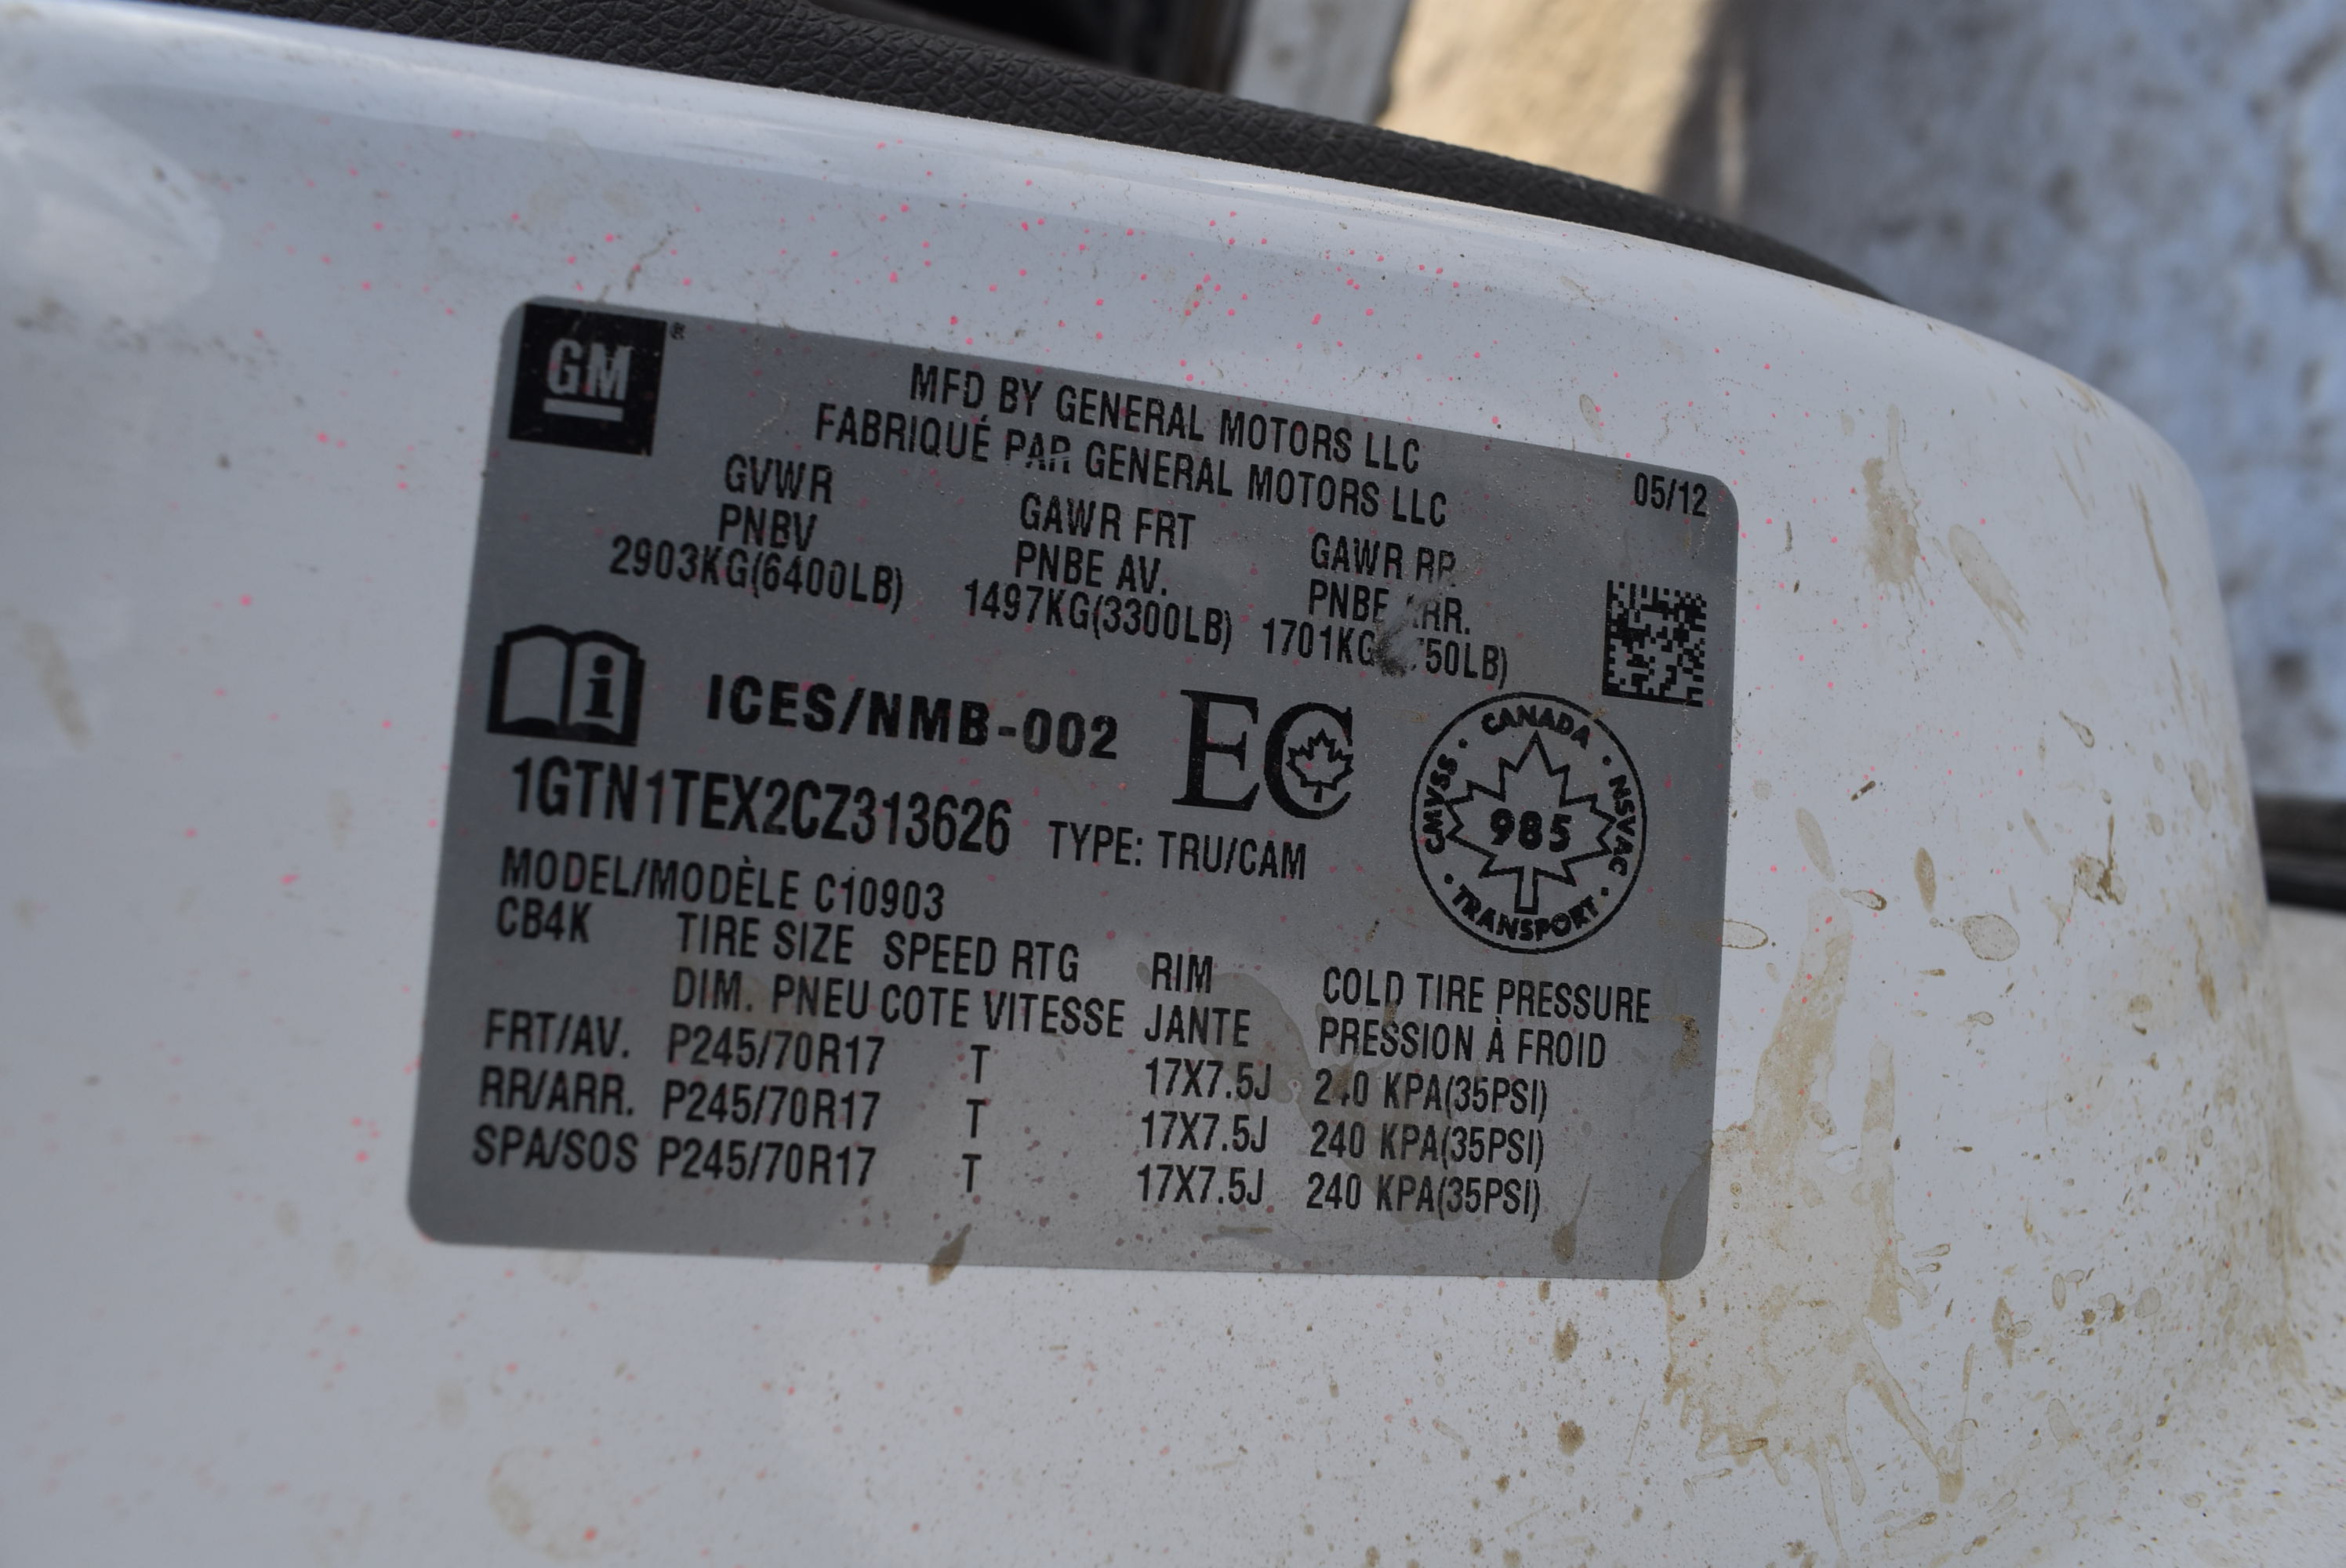 GM ®
MFD BY GENERAL MOTORS LLC
FABRIQUÉ PAR GENERAL MOTORS LLC
05/12
GVWR GAWR FRT GAWR RR
PNBV PNBE AV. PNBE
2903KG(6400LB) 1497KG(3300LB)
i
ICES/NMB-002 EC
1GTN1TEX2CZ313626 TYPE: TRU/CAM
CANADA · NSVAC · TRANSPORT · CMVSS ·
985
MODEL/MODÈLE C10903
CB4K TIRE SIZE SPEED RTG RIM COLD TIRE PRESSURE
DIM. PNEU COTE VITESSE JANTE PRESSION À FROID
FRT/AV. P245/70R17 T 17X7.5J 240 KPA(35PSI)
RR/ARR. P245/70R17 T 17X7.5J 240 KPA(35PSI)
SPA/SOS P245/70R17 T 17X7.5J 240 KPA(35PSI)